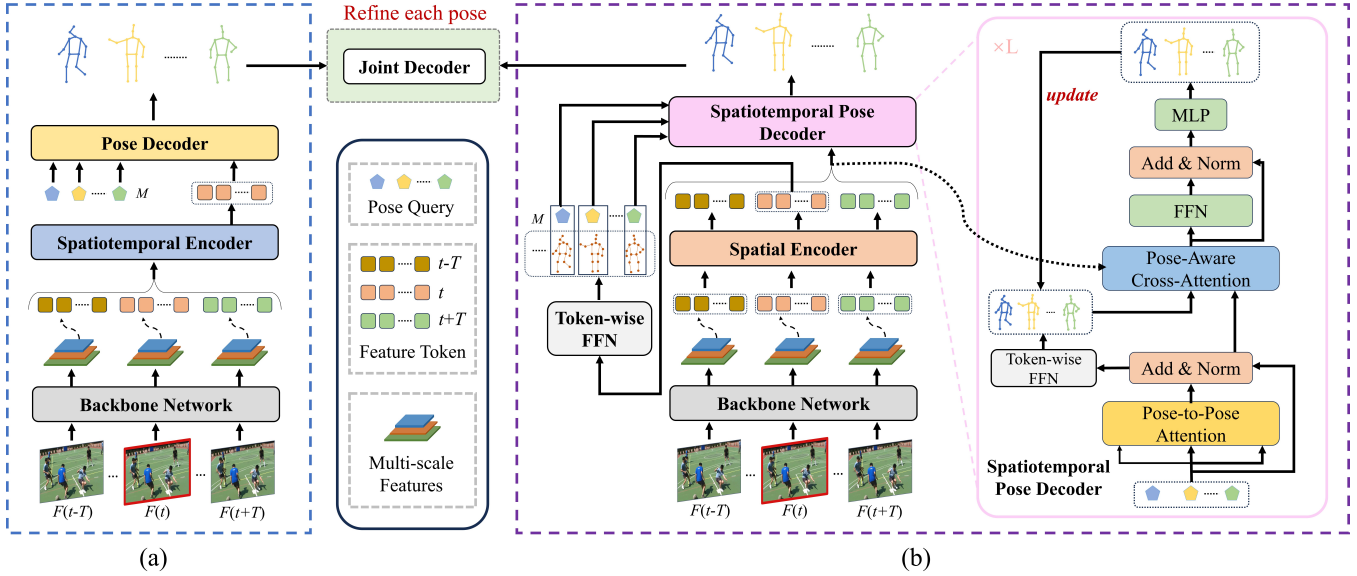 Refine each pose
Joint Decoder
Pose Decoder
M
Spatiotemporal Encoder
Backbone Network
F(t-T)
F(t)
F(t+T)
(a)
Pose Query
t-T
t
t+T
Feature Token
Multi-scale
Features
Spatiotemporal Pose
Decoder
M
Spatial Encoder
Token-wise
FFN
Backbone Network
F(t-T)
F(t)
F(t+T)
(b)
×L
update
MLP
Add & Norm
FFN
Pose-Aware
Cross-Attention
Token-wise
FFN
Add & Norm
Pose-to-Pose
Attention
Spatiotemporal
Pose Decoder